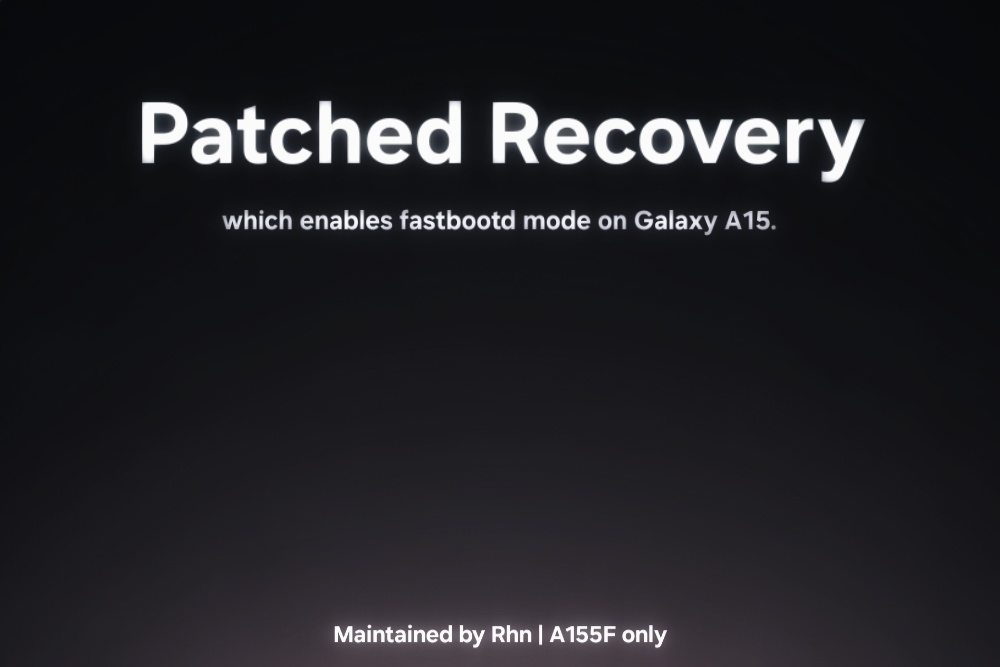 Patched Recovery
which enables fastbootd mode on Galaxy A15.
Maintained by Rhn | A155F only